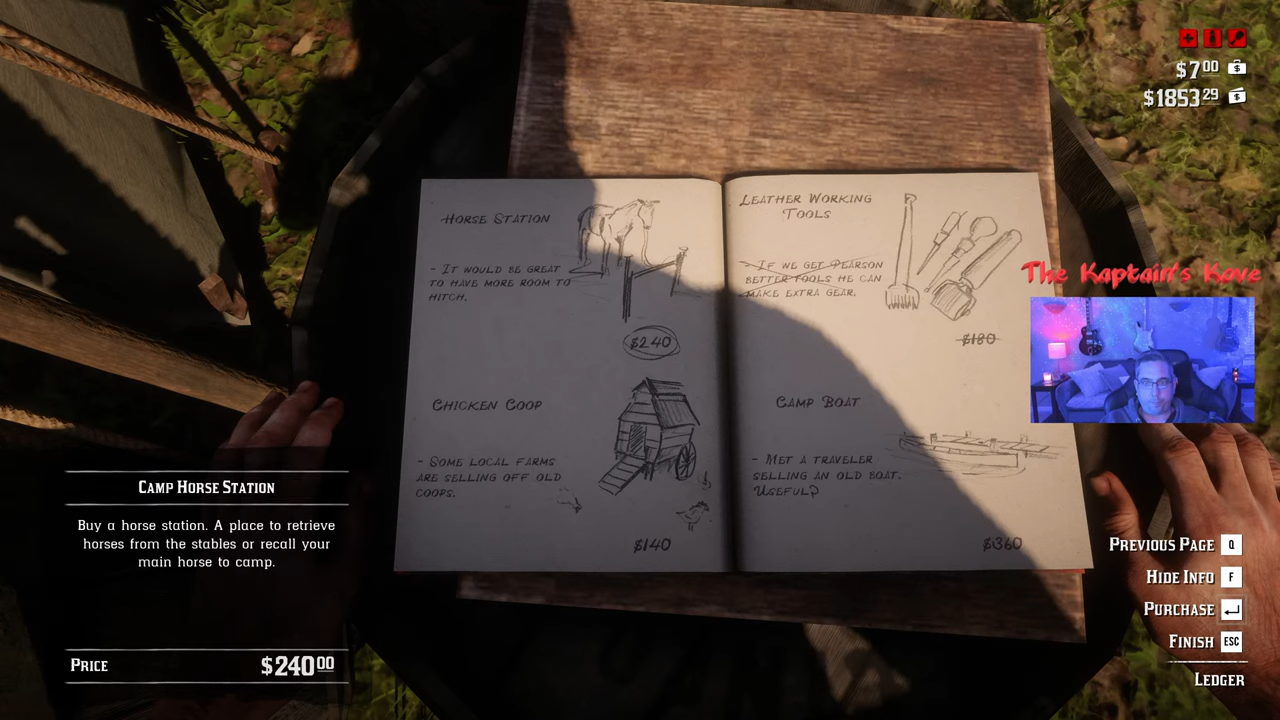 $7.00
$1853.29
HORSE STATION
- IT WOULD BE GREAT
TO HAVE MORE ROOM TO
HITCH.
$240
CHICKEN COOP
- SOME LOCAL FARMS
ARE SELLING OFF OLD
COOPS.
$140
LEATHER WORKING
TOOLS
- IF WE GET PEARSON
BETTER TOOLS HE CAN
MAKE EXTRA GEAR.
$180
CAMP BOAT
- MET A TRAVELER
SELLING AN OLD BOAT.
USEFUL?
$360
The Kaptain's Kove
CAMP HORSE STATION
Buy a horse station. A place to retrieve
horses from the stables or recall your
main horse to camp.
PRICE $240.00
PREVIOUS PAGE Q
HIDE INFO F
PURCHASE
FINISH ESC
LEDGER